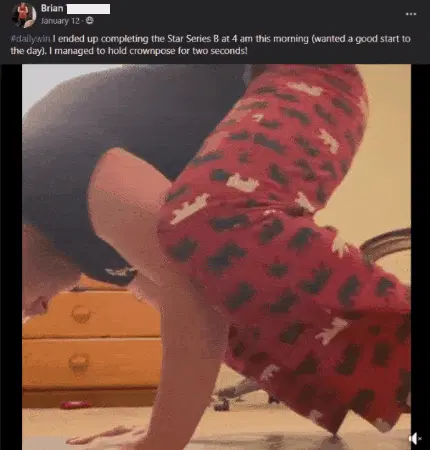 Brian
January 12 ·
#dailywin I ended up completing the Star Series B at 4 am this morning (wanted a good start to
the day), I managed to hold crownpose for two seconds!